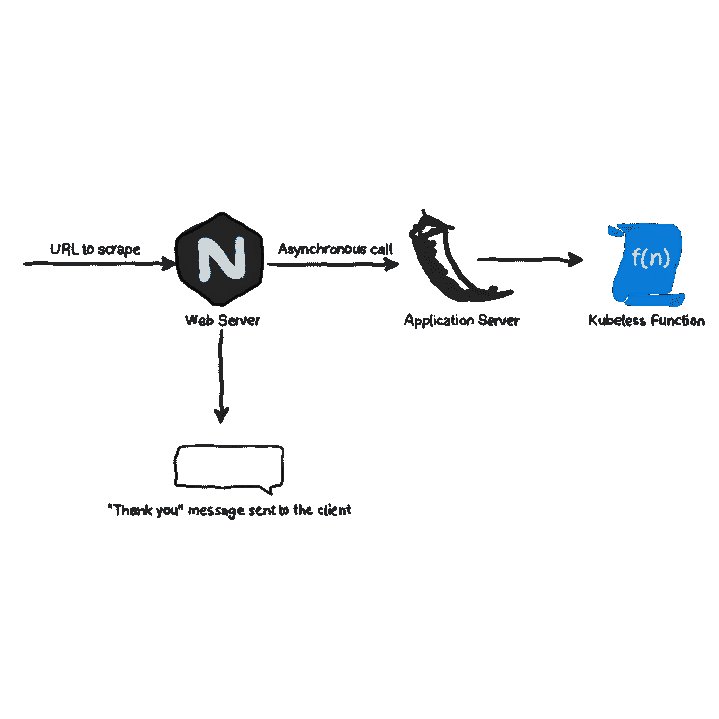 URL to scrape
N
Asynchronous call
f(n)
Web Server
Application Server
Kubeless Function
"Thank you" message sent to the client